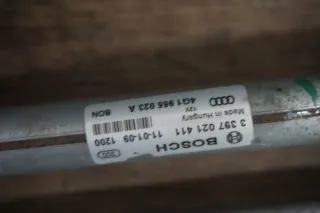 BOSCH
3 397 021 411
11-01-09 1200
Made in Hungary
12V
4G1 955 023 A
BON